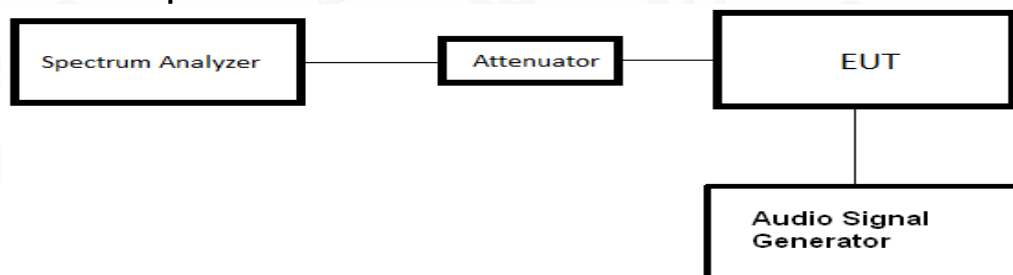 Spectrum Analyzer
Attenuator
EUT
Audio Signal
Generator